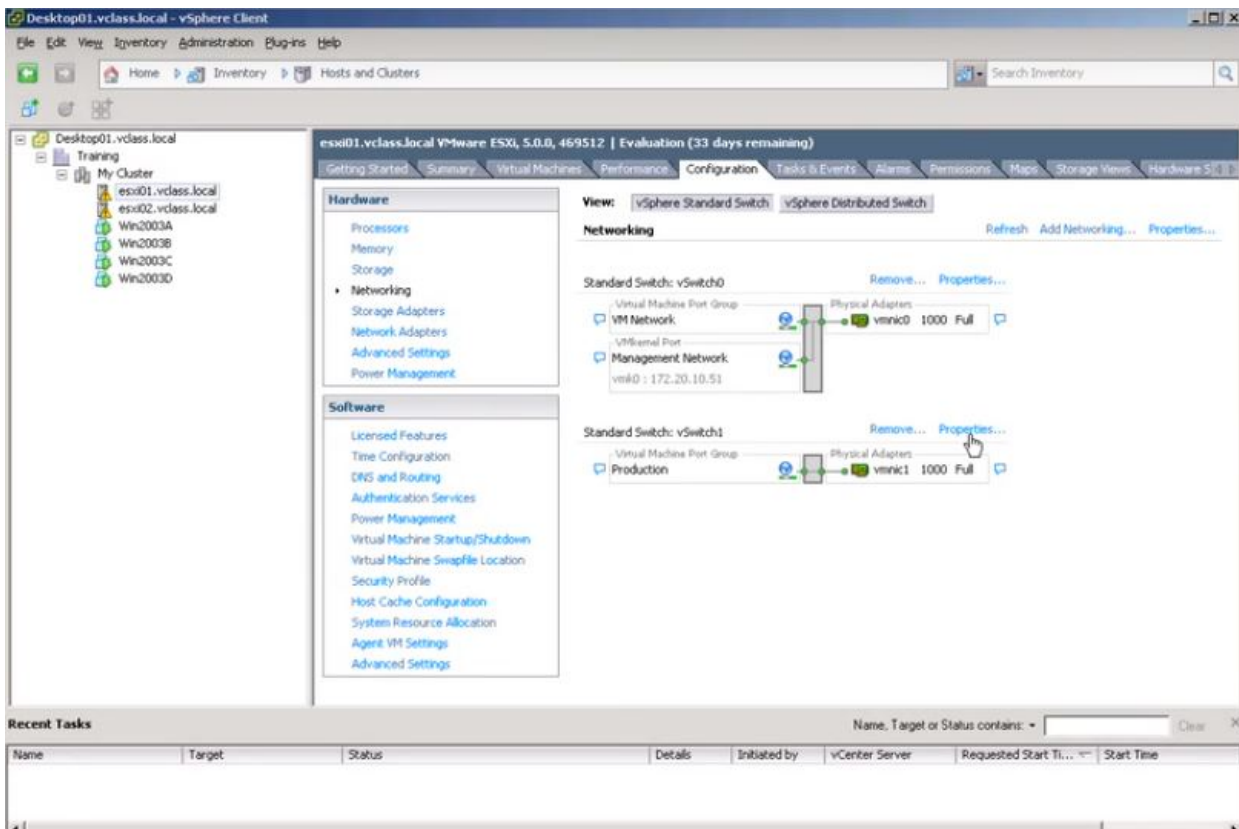 Desktop01.vclass.local - vSphere Client
File Edit View Inventory Administration Plug-ins Help
Home Inventory Hosts and Clusters Search Inventory
Desktop01.vclass.local
Training
My Cluster
esxi01.vclass.local
esxi02.vclass.local
Win2003A
Win2003B
Win2003C
Win2003D
esxi01.vclass.local VMware ESXi, 5.0.0, 469512 | Evaluation (33 days remaining)
Getting Started Summary Virtual Machines Performance Configuration Tasks & Events Alarms Permissions Maps Storage Views Hardware S
Hardware
Processors
Memory
Storage
Networking
Storage Adapters
Network Adapters
Advanced Settings
Power Management
Software
Licensed Features
Time Configuration
DNS and Routing
Authentication Services
Power Management
Virtual Machine Startup/Shutdown
Virtual Machine Swapfile Location
Security Profile
Host Cache Configuration
System Resource Allocation
Agent VM Settings
Advanced Settings
View: vSphere Standard Switch vSphere Distributed Switch
Networking Refresh Add Networking... Properties...
Standard Switch: vSwitch0 Remove... Properties...
Virtual Machine Port Group Physical Adapters
VM Network vmnic0 1000 Full
VMkernel Port
Management Network
vmk0 : 172.20.10.51
Standard Switch: vSwitch1 Remove... Properties...
Virtual Machine Port Group Physical Adapters
Production vmnic1 1000 Full
Recent Tasks Name, Target or Status contains: Clear
Name Target Status Details Initiated by vCenter Server Requested Start Ti... Start Time